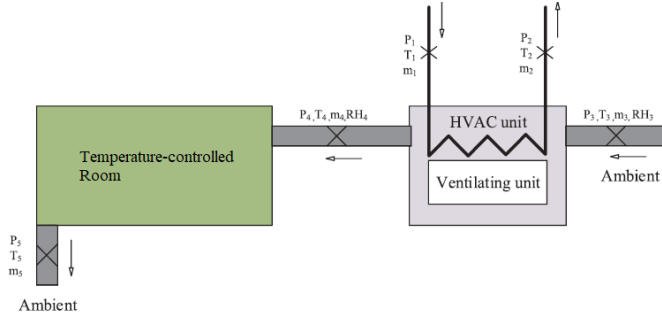 P₁
T₁
m₁
P₂
T₂
m₂
P₄,T₄,m₄,RH₄
HVAC unit
P₃,T₃,m₃,RH₃
Temperature-controlled
Room
Ventilating unit
Ambient
P₅
T₅
m₅
Ambient